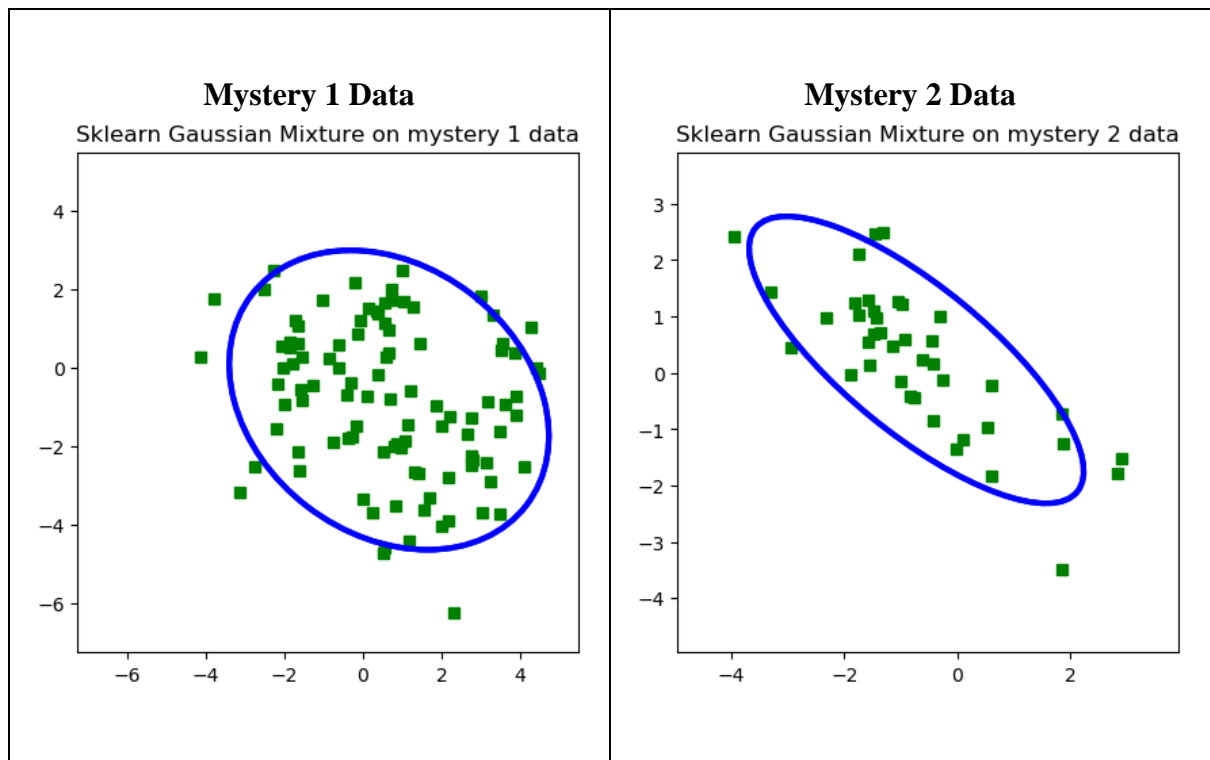 Mystery 1 Data
Sklearn Gaussian Mixture on mystery 1 data
4
2
0
−2
−4
−6
−6 −4 −2 0 2 4
Mystery 2 Data
Sklearn Gaussian Mixture on mystery 2 data
3
2
1
0
−1
−2
−3
−4
−4 −2 0 2